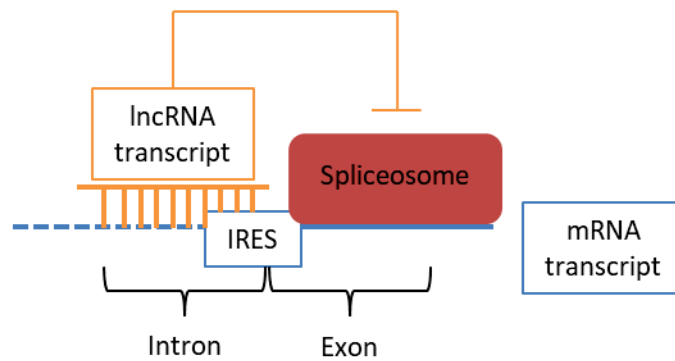 lncRNA
transcript
Spliceosome
IRES
mRNA
transcript
Intron
Exon